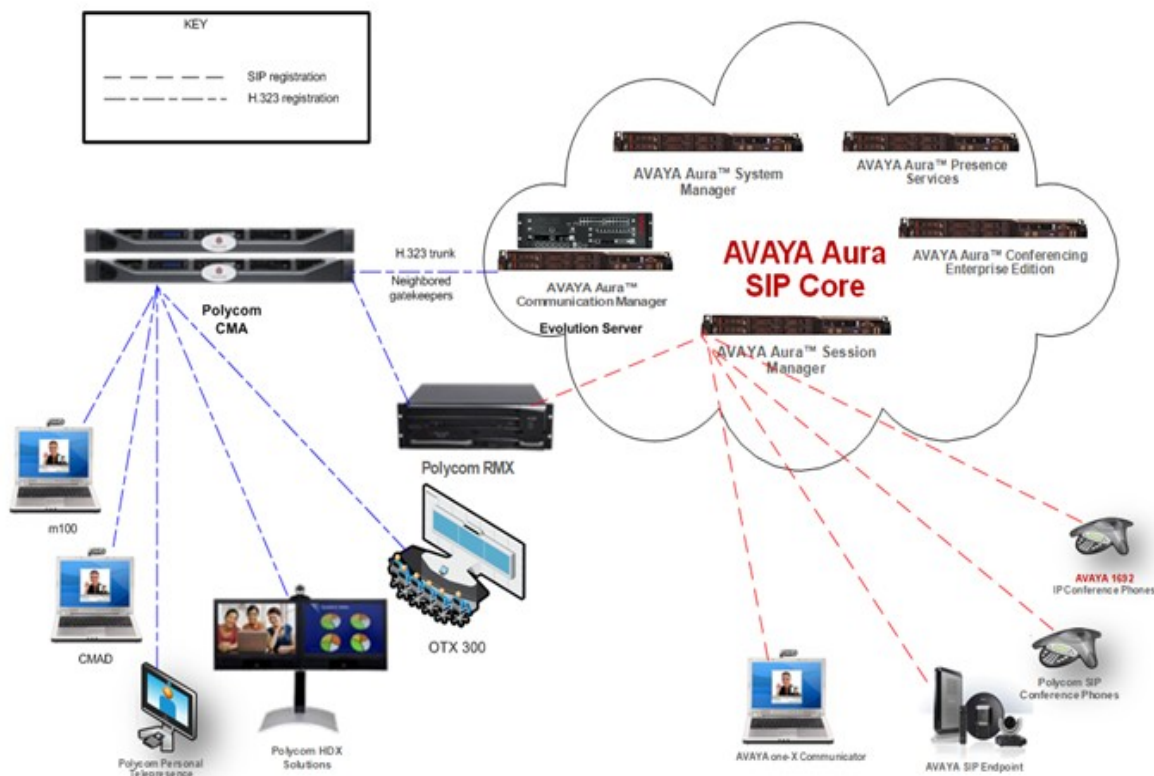 KEY
SIP registration
H.323 registration
AVAYA Aura™ System
Manager
AVAYA Aura™ Presence
Services
AVAYA Aura™ Conferencing
Enterprise Edition
AVAYA Aura
SIP Core
H.323 trunk
Neighbored
gatekeepers
AVAYA Aura™
Communication Manager
Evolution Server
AVAYA Aura™ Session
Manager
Polycom
CMA
Polycom RMX
m100
CMAD
OTX 300
Polycom HDX
Solutions
Polycom Personal
Telepresence
AVAYA 1692
IP Conference Phones
Polycom SIP
Conference Phones
AVAYA one-X Communicator
AVAYA SIP Endpoint